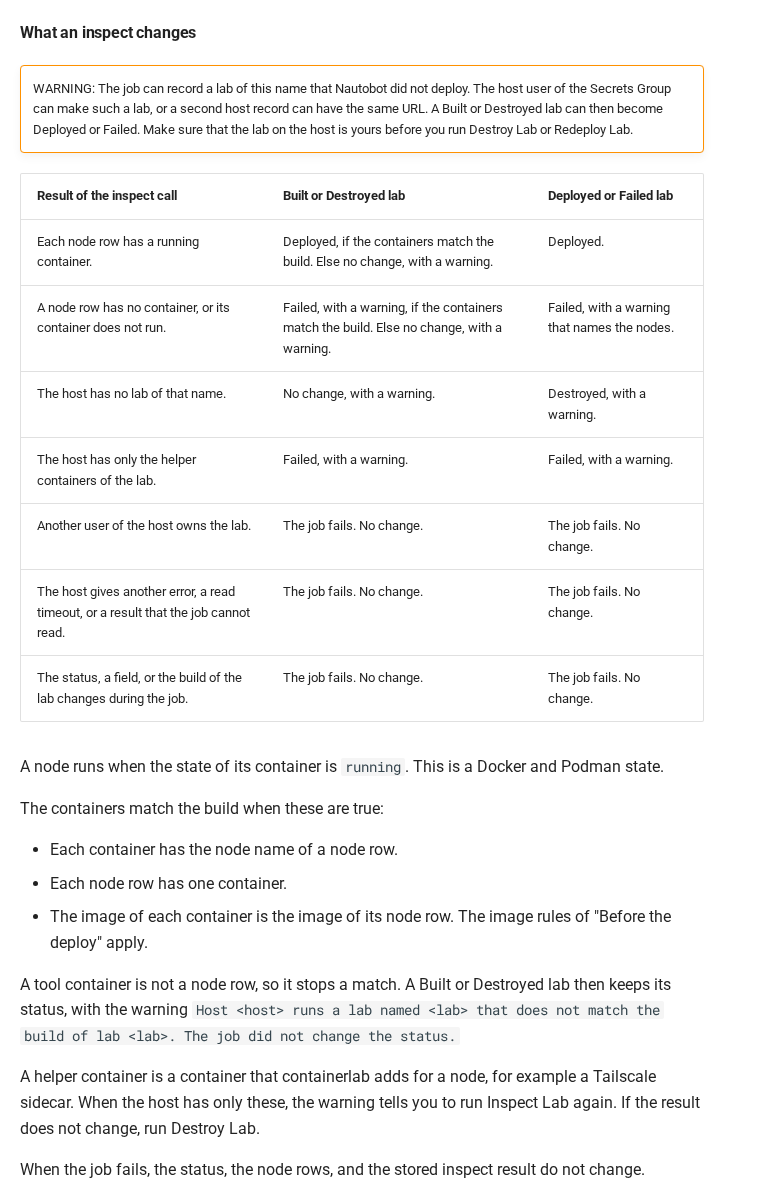 What an inspect changes
WARNING: The job can record a lab of this name that Nautobot did not deploy. The host user of the Secrets Group
can make such a lab, or a second host record can have the same URL. A Built or Destroyed lab can then become
Deployed or Failed. Make sure that the lab on the host is yours before you run Destroy Lab or Redeploy Lab.
Result of the inspect call
Built or Destroyed lab
Deployed or Failed lab
Each node row has a running
container.
Deployed, if the containers match the
build. Else no change, with a warning.
Deployed.
A node row has no container, or its
container does not run.
Failed, with a warning, if the containers
match the build. Else no change, with a
warning.
Failed, with a warning
that names the nodes.
The host has no lab of that name.
No change, with a warning.
Destroyed, with a
warning.
The host has only the helper
containers of the lab.
Failed, with a warning.
Failed, with a warning.
Another user of the host owns the lab.
The job fails. No change.
The job fails. No
change.
The host gives another error, a read
timeout, or a result that the job cannot
read.
The job fails. No change.
The job fails. No
change.
The status, a field, or the build of the
lab changes during the job.
The job fails. No change.
The job fails. No
change.
A node runs when the state of its container is running. This is a Docker and Podman state.
The containers match the build when these are true:
• Each container has the node name of a node row.
• Each node row has one container.
• The image of each container is the image of its node row. The image rules of "Before the
deploy" apply.
A tool container is not a node row, so it stops a match. A Built or Destroyed lab then keeps its
status, with the warning Host <host> runs a lab named <lab> that does not match the
build of lab <lab>. The job did not change the status.
A helper container is a container that containerlab adds for a node, for example a Tailscale
sidecar. When the host has only these, the warning tells you to run Inspect Lab again. If the result
does not change, run Destroy Lab.
When the job fails, the status, the node rows, and the stored inspect result do not change.